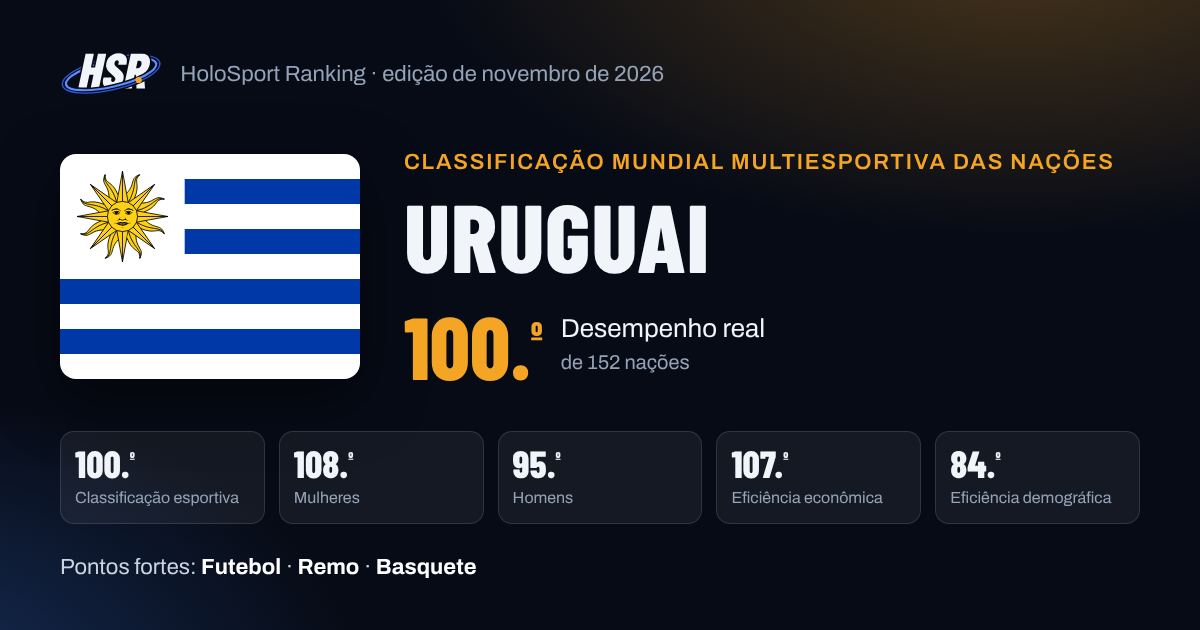 HSR
HoloSport Ranking · edição de novembro de 2026
CLASSIFICAÇÃO MUNDIAL MULTIESPORTIVA DAS NAÇÕES
URUGUAI
100.º Desempenho real
de 152 nações
100.º
Classificação esportiva
108.º
Mulheres
95.º
Homens
107.º
Eficiência econômica
84.º
Eficiência demográfica
Pontos fortes: Futebol · Remo · Basquete